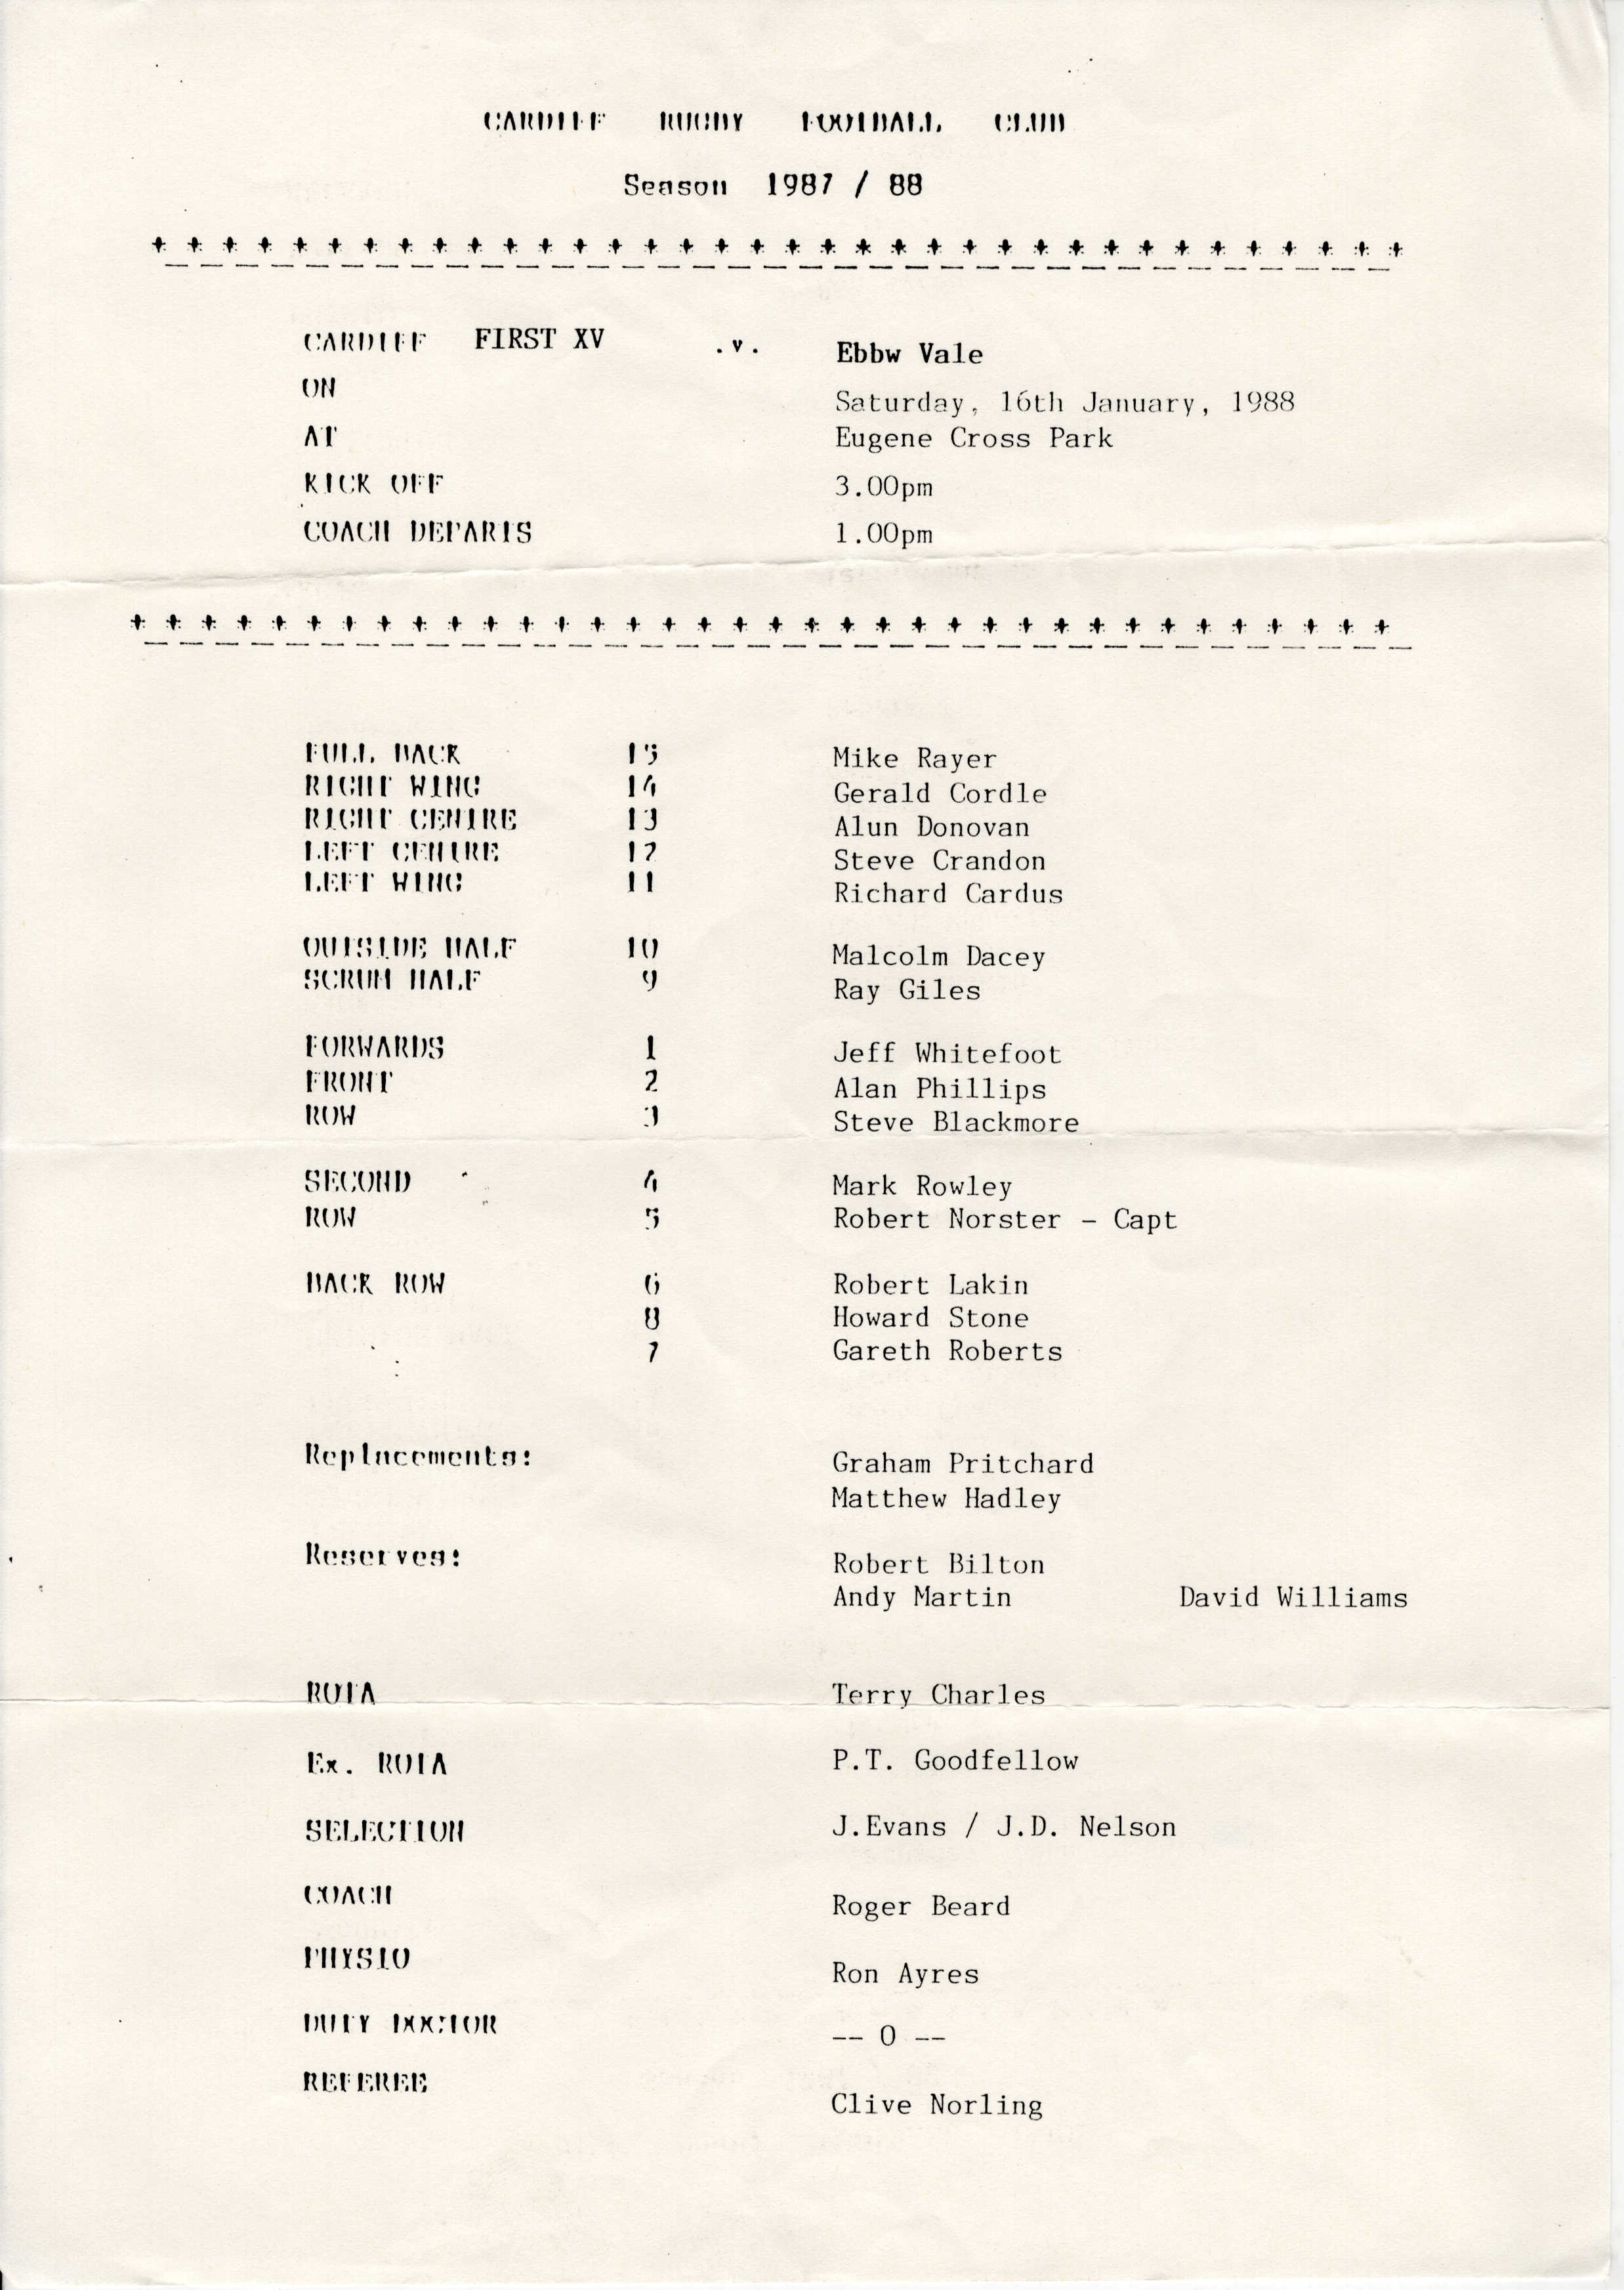 CARDIFF RUGBY FOOTBALL CLUB
Season 1987 / 88
CARDIFF FIRST XV .v. Ebbw Vale
ON Saturday, 16th January, 1988
AT Eugene Cross Park
KICK OFF 3.00pm
COACH DEPARTS 1.00pm
FULL BACK 15 Mike Rayer
RIGHT WING 14 Gerald Cordle
RIGHT CENTRE 13 Alun Donovan
LEFT CENTRE 12 Steve Crandon
LEFT WING 11 Richard Cardus
OUTSIDE HALF 10 Malcolm Dacey
SCRUM HALF 9 Ray Giles
FORWARDS 1 Jeff Whitefoot
FRONT 2 Alan Phillips
ROW 3 Steve Blackmore
SECOND 4 Mark Rowley
ROW 5 Robert Norster - Capt
BACK ROW 6 Robert Lakin
8 Howard Stone
7 Gareth Roberts
Replacements: Graham Pritchard
Matthew Hadley
Reserves: Robert Bilton
Andy Martin David Williams
ROTA Terry Charles
Ex. ROTA P.T. Goodfellow
SELECTION J.Evans / J.D. Nelson
COACH Roger Beard
PHYSIO Ron Ayres
DUTY DOCTOR -- 0 --
REFEREE Clive Norling